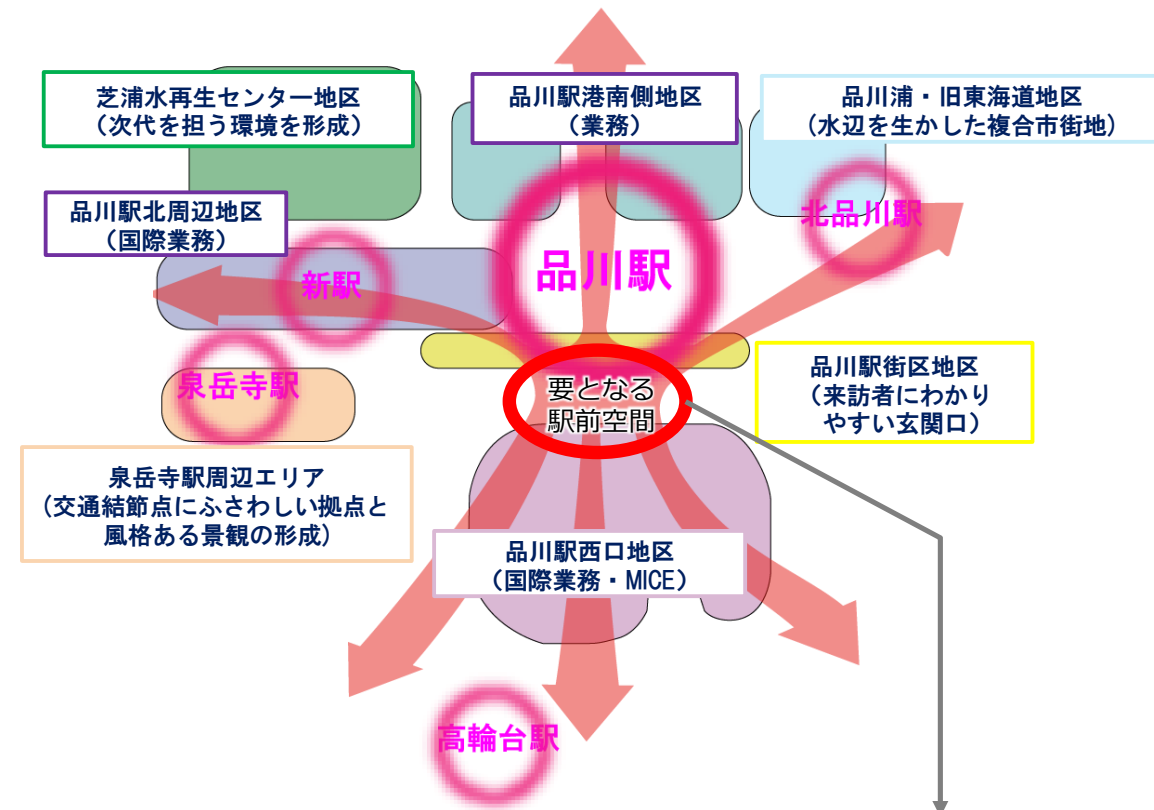 芝浦水再生センター地区
（次代を担う環境を形成）
品川駅港南側地区
（業務）
品川浦・旧東海道地区
（水辺を生かした複合市街地）
品川駅北周辺地区
（国際業務）
北品川駅
品川駅
新駅
泉岳寺駅
要となる
駅前空間
品川駅街区地区
（来訪者にわかり
やすい玄関口）
泉岳寺駅周辺エリア
（交通結節点にふさわしい拠点と
風格ある景観の形成）
品川駅西口地区
（国際業務・MICE）
高輪台駅